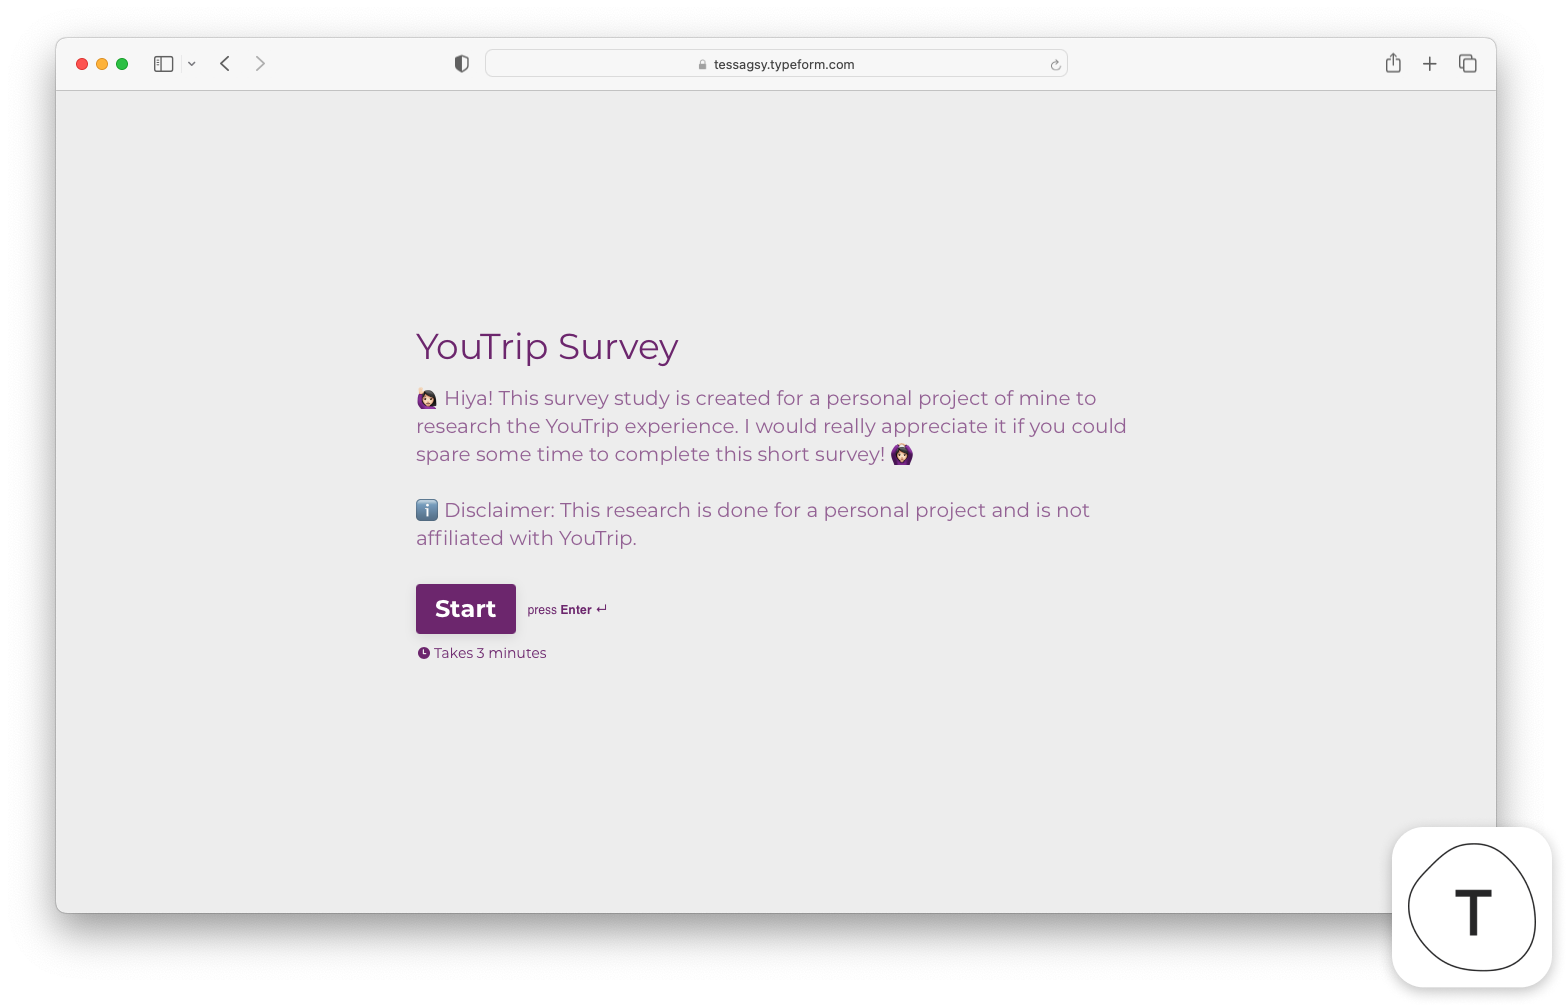 tessagsy.typeform.com
YouTrip Survey
🙋🏻‍♀️ Hiya! This survey study is created for a personal project of mine to
research the YouTrip experience. I would really appreciate it if you could
spare some time to complete this short survey! 🙆🏻‍♀️
ℹ️ Disclaimer: This research is done for a personal project and is not
affiliated with YouTrip.
Start press Enter ↵
Takes 3 minutes
T